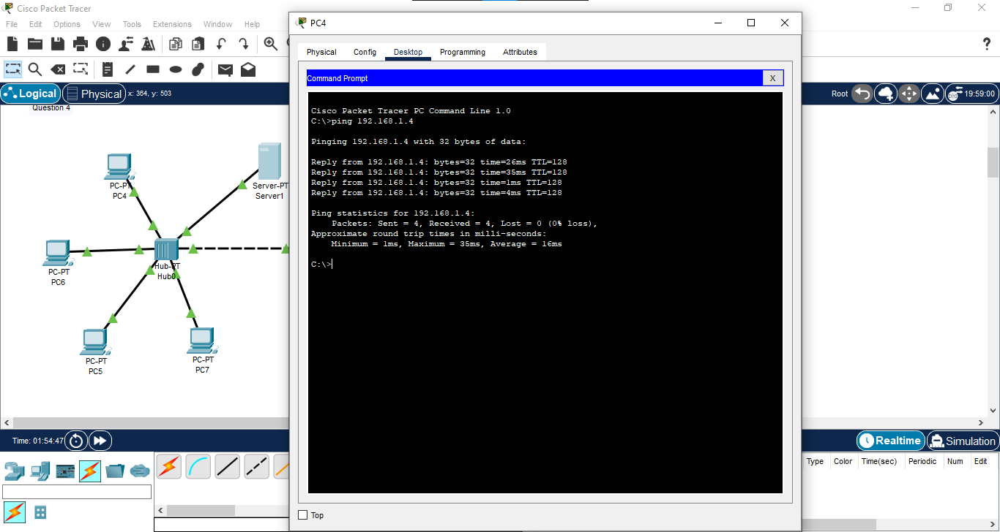 Cisco Packet Tracer
File Edit Options View Tools Extensions Window Help
?
Logical
Physical
x: 364, y: 503
Root
19:59:00
Question 4
PC-PT
PC4
Server-PT
Server1
PC-PT
PC6
Hub-PT
Hub0
PC-PT
PC5
PC-PT
PC7
Time: 01:54:47
Realtime
Simulation
Type Color Time(sec) Periodic Num Edit
PC4
Physical Config Desktop Programming Attributes
Command Prompt
X
Cisco Packet Tracer PC Command Line 1.0
C:\>ping 192.168.1.4
Pinging 192.168.1.4 with 32 bytes of data:
Reply from 192.168.1.4: bytes=32 time=26ms TTL=128
Reply from 192.168.1.4: bytes=32 time=35ms TTL=128
Reply from 192.168.1.4: bytes=32 time=1ms TTL=128
Reply from 192.168.1.4: bytes=32 time=4ms TTL=128
Ping statistics for 192.168.1.4:
Packets: Sent = 4, Received = 4, Lost = 0 (0% loss),
Approximate round trip times in milli-seconds:
Minimum = 1ms, Maximum = 35ms, Average = 16ms
C:\>
Top